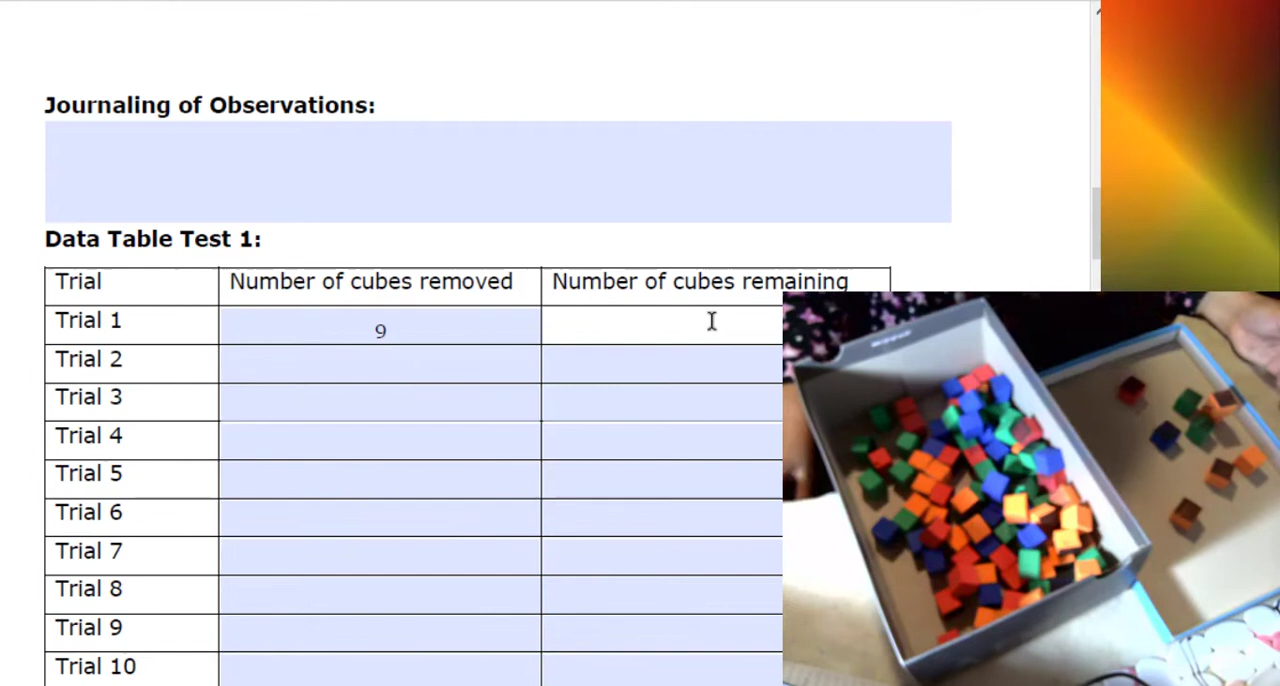 Journaling of Observations:
Data Table Test 1:
Trial Number of cubes removed Number of cubes remaining
Trial 1 9
Trial 2
Trial 3
Trial 4
Trial 5
Trial 6
Trial 7
Trial 8
Trial 9
Trial 10